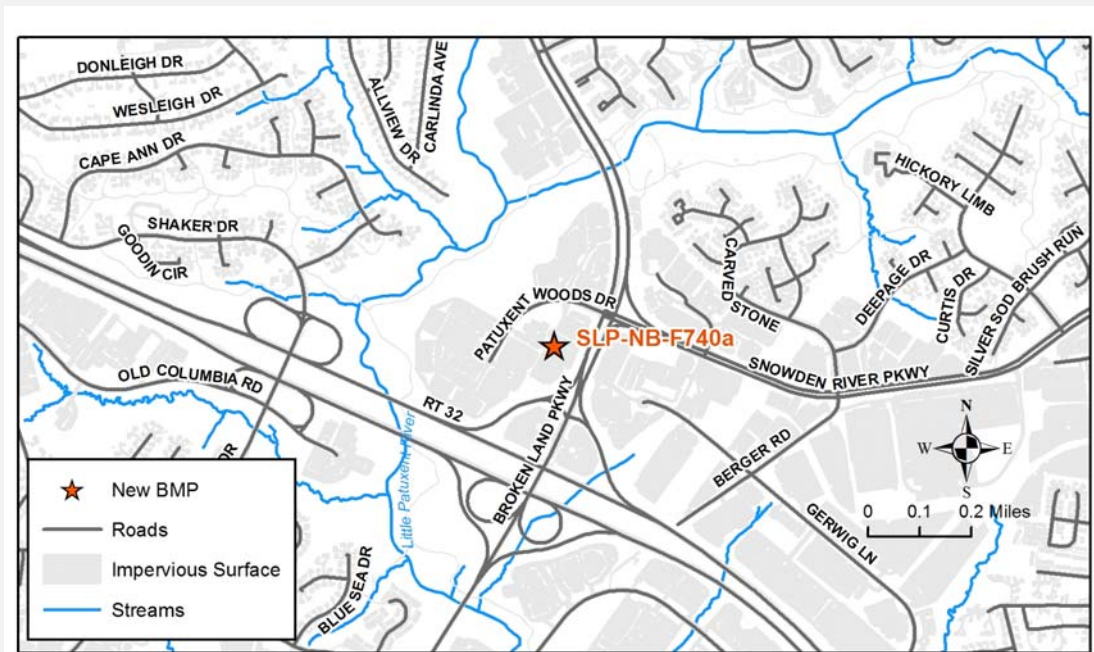 DONLEIGH DR
WESLEIGH DR
CAPE ANN DR
ALLVIEW DR
CARLINDA AVE
SHAKER DR
GOODIN CIR
HICKORY LIMB
CARVED STONE
DEEPAGE DR
CURTIS DR
SILVER SOD BRUSH RUN
PATUXENT WOODS DR
SLP-NB-F740a
SNOWDEN RIVER PKWY
OLD COLUMBIA RD
RT 32
BROKEN LAND PKWY
BERGER RD
GERWIG LN
Little Patuxent River
DR
BLUE SEA DR
N
W E
S
0 0.1 0.2 Miles
New BMP
Roads
Impervious Surface
Streams